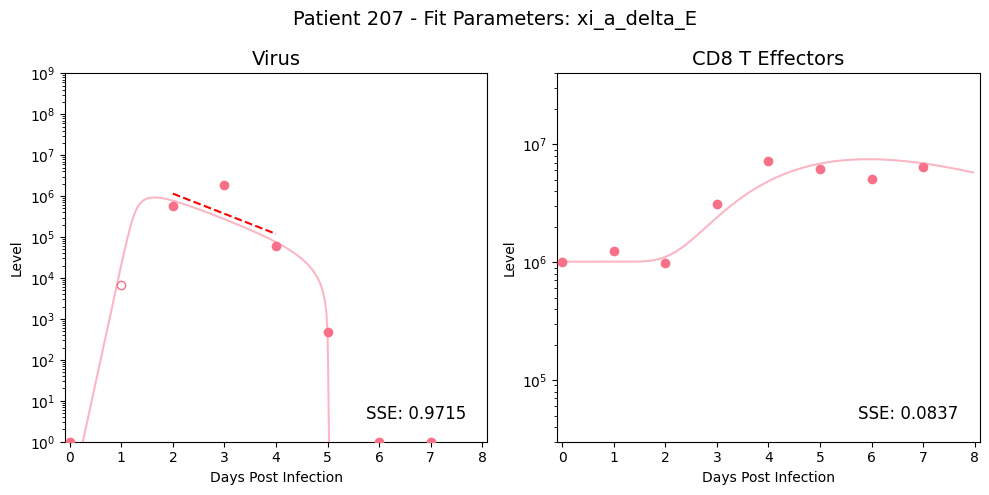 Patient 207 - Fit Parameters: xi_a_delta_E
Virus
CD8 T Effectors
Level
10^9
10^8
10^7
10^6
10^5
10^4
10^3
10^2
10^1
10^0
SSE: 0.9715
0 1 2 3 4 5 6 7 8
Days Post Infection
Level
10^7
10^6
10^5
SSE: 0.0837
0 1 2 3 4 5 6 7 8
Days Post Infection